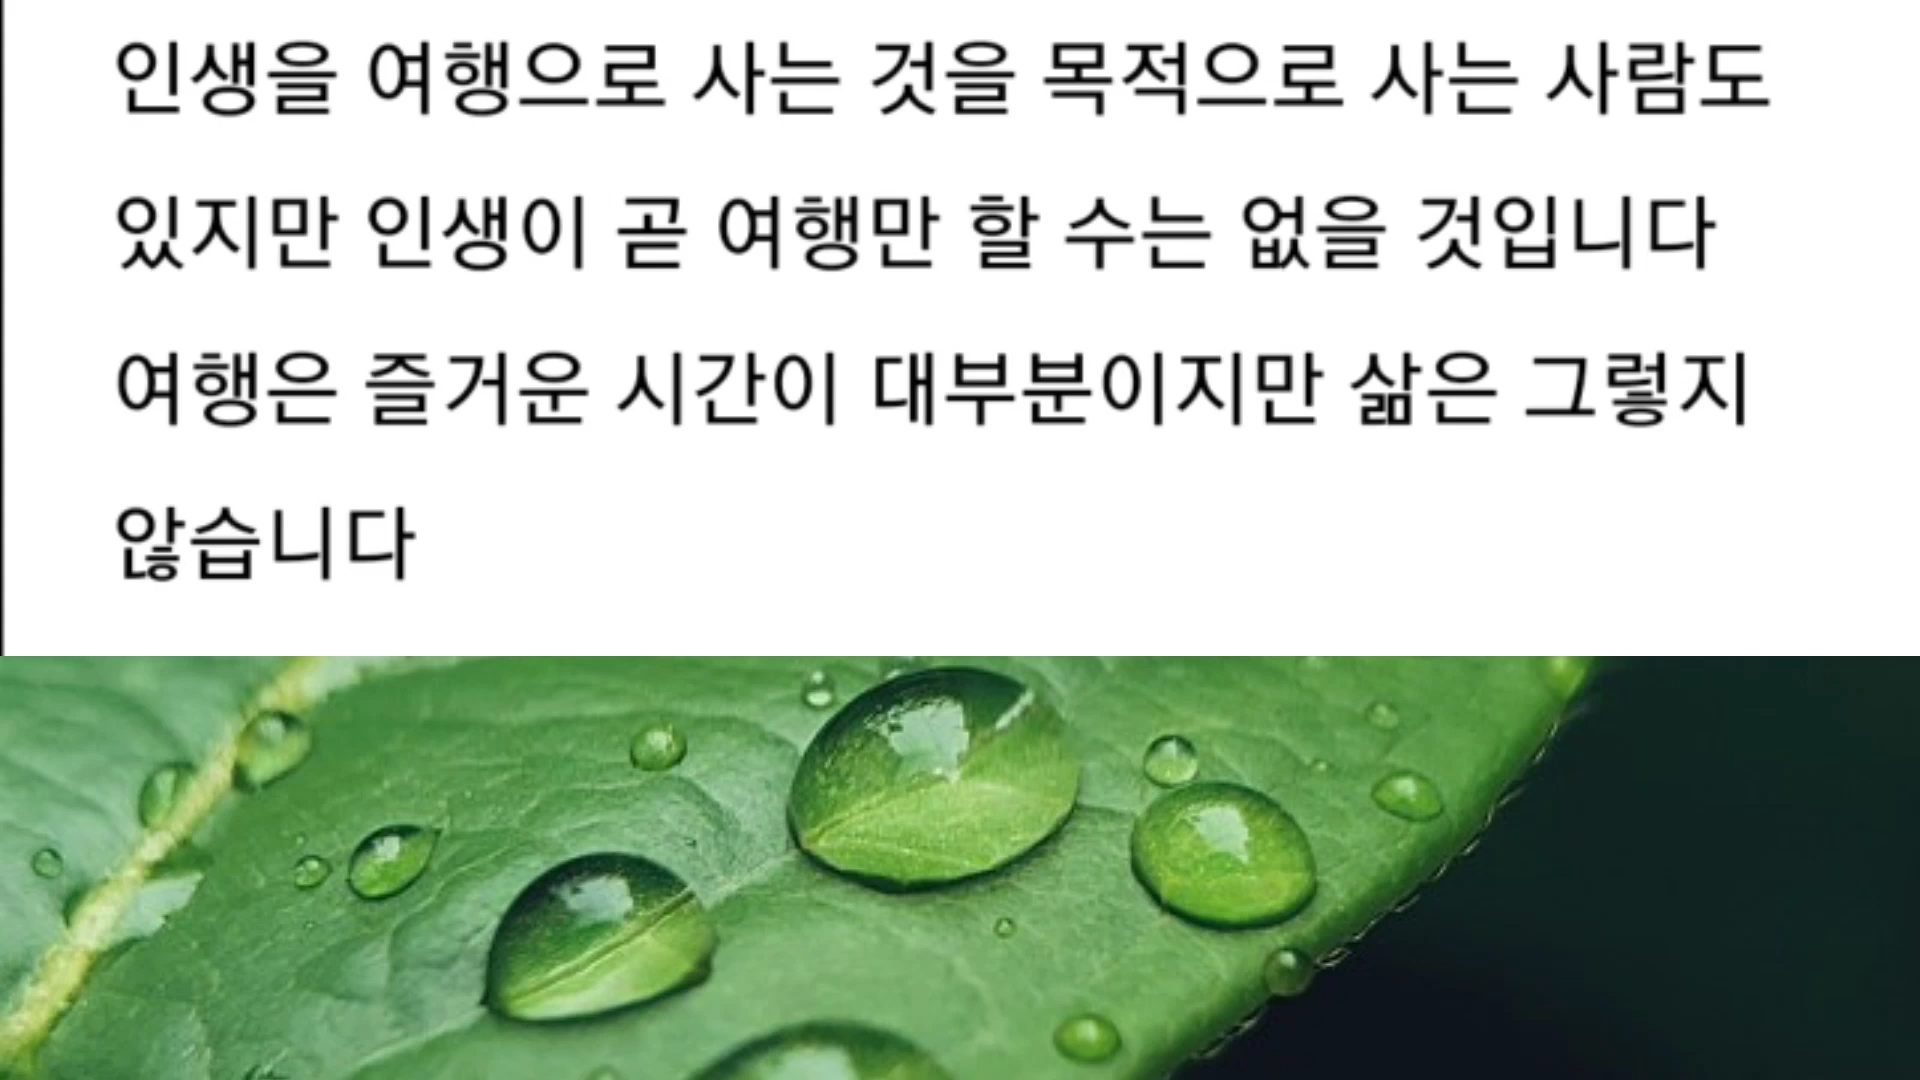 인생을 여행으로 사는 것을 목적으로 사는 사람도
있지만 인생이 곧 여행만 할 수는 없을 것입니다
여행은 즐거운 시간이 대부분이지만 삶은 그렇지
않습니다